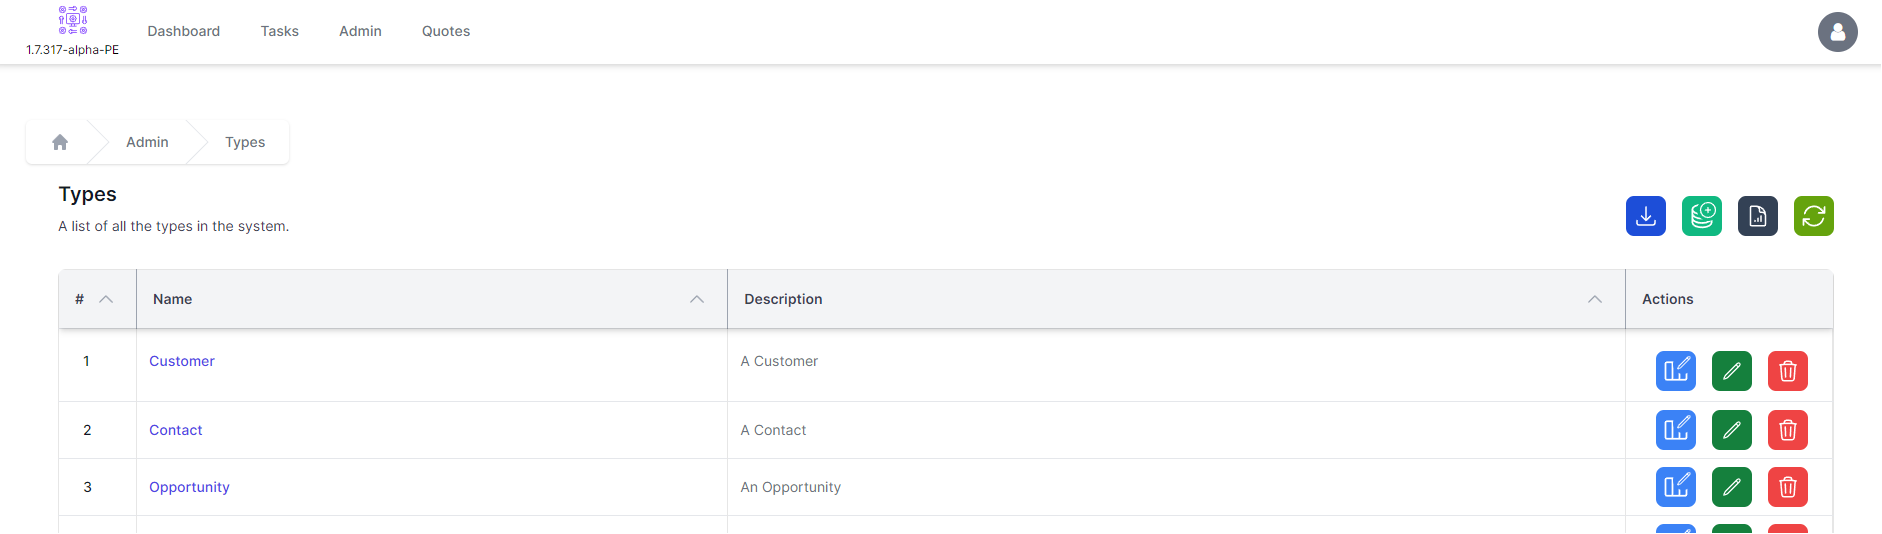 1.7.317-alpha-PE
Dashboard Tasks Admin Quotes
Admin Types
Types
A list of all the types in the system.
# Name Description Actions
1 Customer A Customer
2 Contact A Contact
3 Opportunity An Opportunity